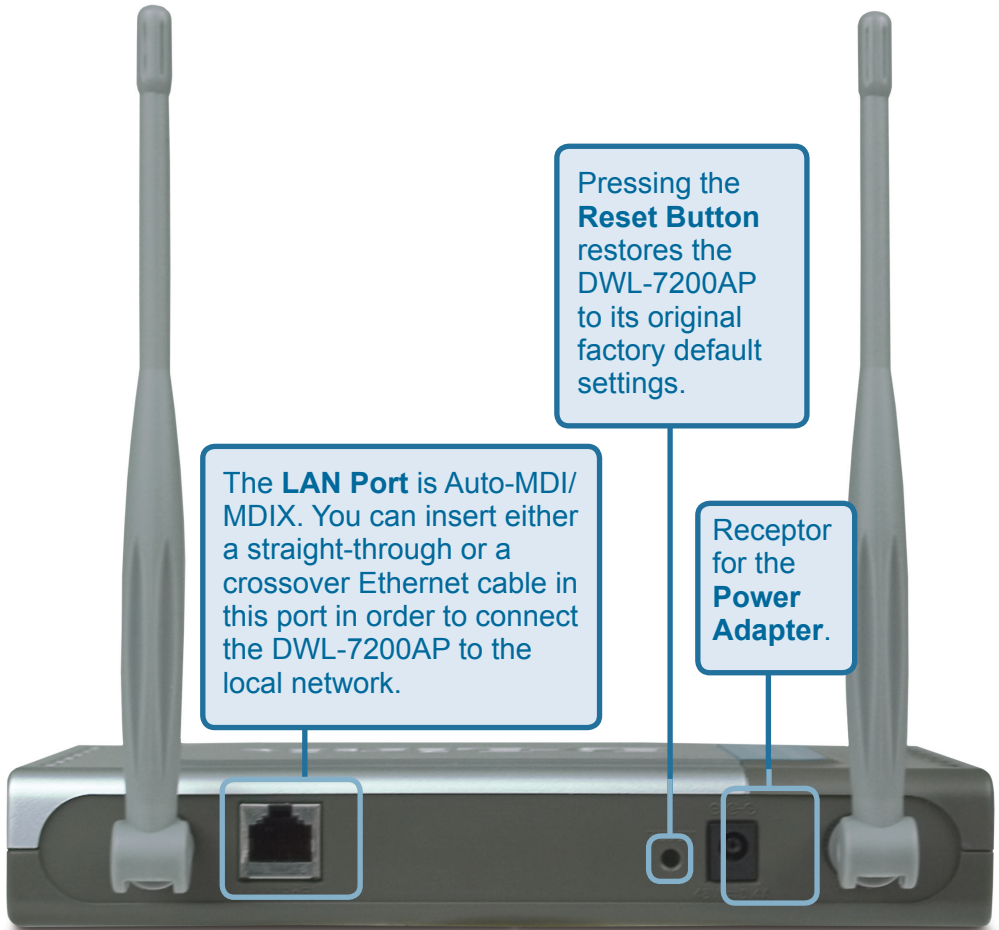 Pressing the
Reset Button
restores the
DWL-7200AP
to its original
factory default
settings.
The LAN Port is Auto-MDI/
MDIX. You can insert either
a straight-through or a
crossover Ethernet cable in
this port in order to connect
the DWL-7200AP to the
local network.
Receptor
for the
Power
Adapter.